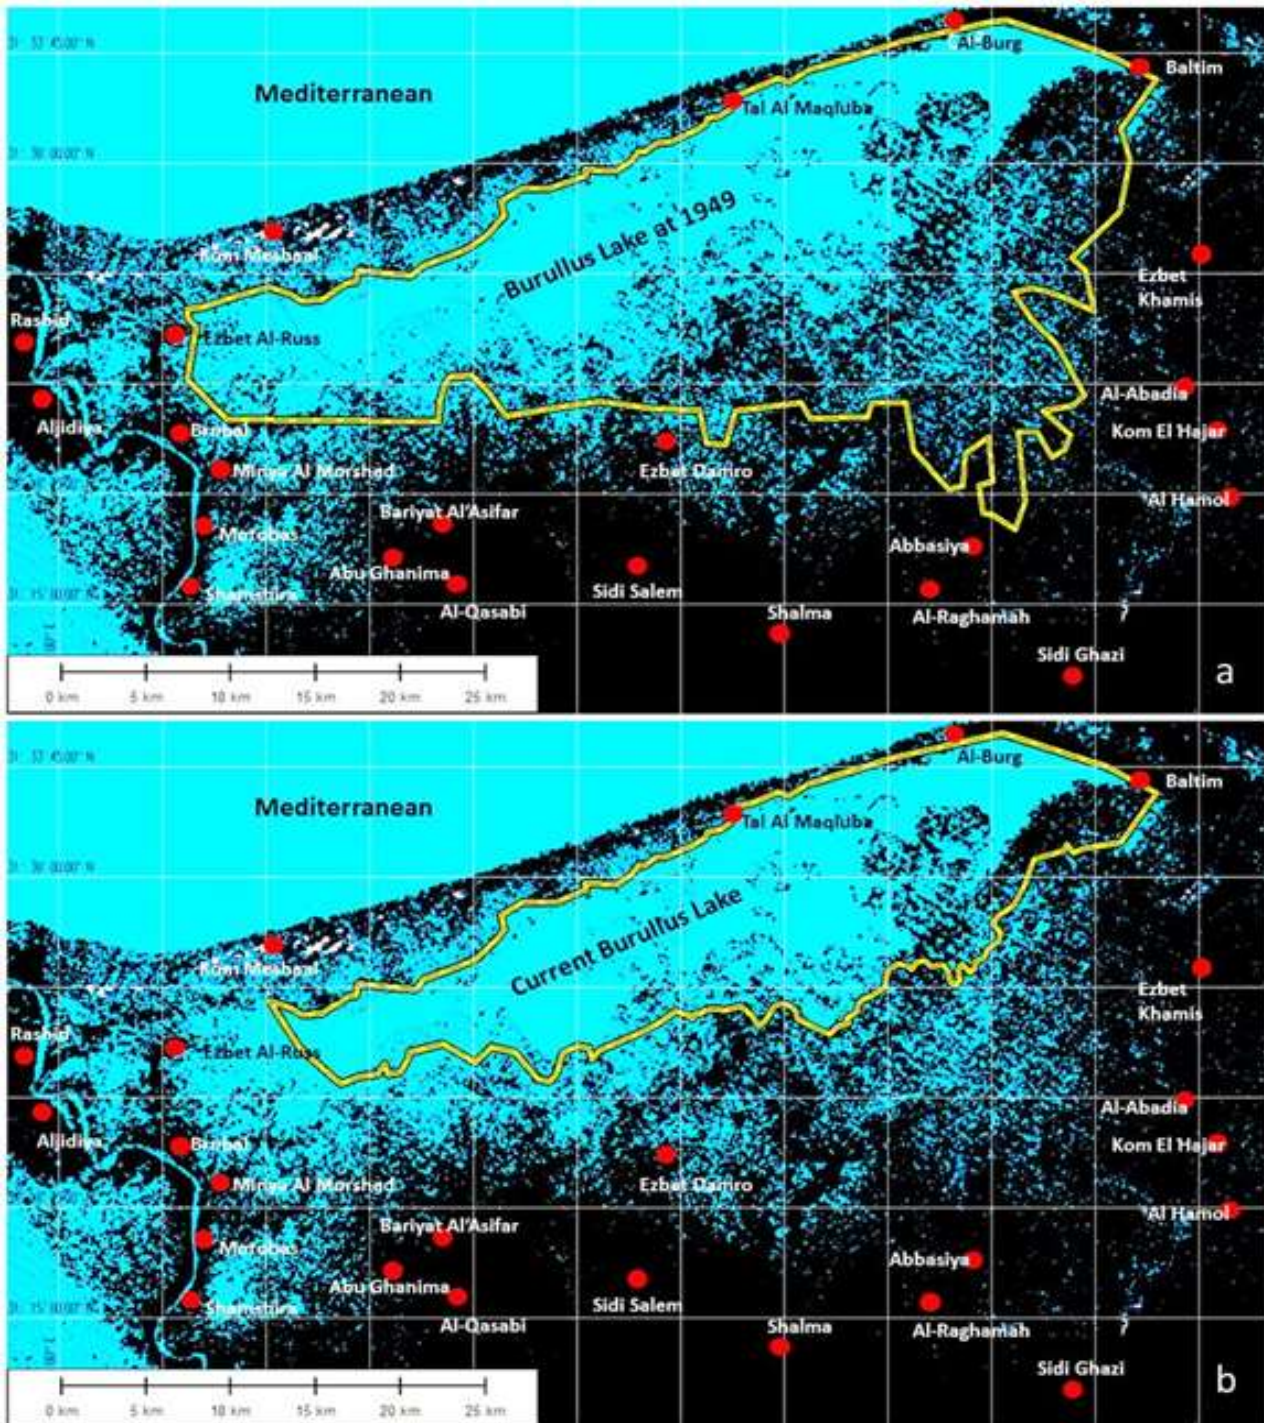 Al-Burg
Baltim
Mediterranean
Tal Al Maqluba
Burullus Lake at 1949
Kom Mesbaal
Ezbet
Khamis
Rashid
Ezbet Al-Russ
Al-Abadia
Aljidiya
Brinbal
Kom El Hajar
Minya Al Morshed
Ezbet Damro
Al Hamol
Bariyat Al'Asifar
Metobas
Abbasiya
Abu Ghanima
Shamshira
Al-Qasabi
Sidi Salem
Shalma
Al-Raghamah
Sidi Ghazi
a
0 km 5 km 10 km 15 km 20 km 25 km
Al-Burg
Baltim
Mediterranean
Tal Al Maqluba
Current Burullus Lake
Kom Mesbaal
Ezbet
Khamis
Rashid
Ezbet Al-Russ
Al-Abadia
Aljidiya
Brinbal
Kom El Hajar
Minya Al Morshed
Ezbet Damro
Al Hamol
Bariyat Al'Asifar
Metobas
Abbasiya
Abu Ghanima
Shamshira
Al-Qasabi
Sidi Salem
Shalma
Al-Raghamah
Sidi Ghazi
b
0 km 5 km 10 km 15 km 20 km 25 km